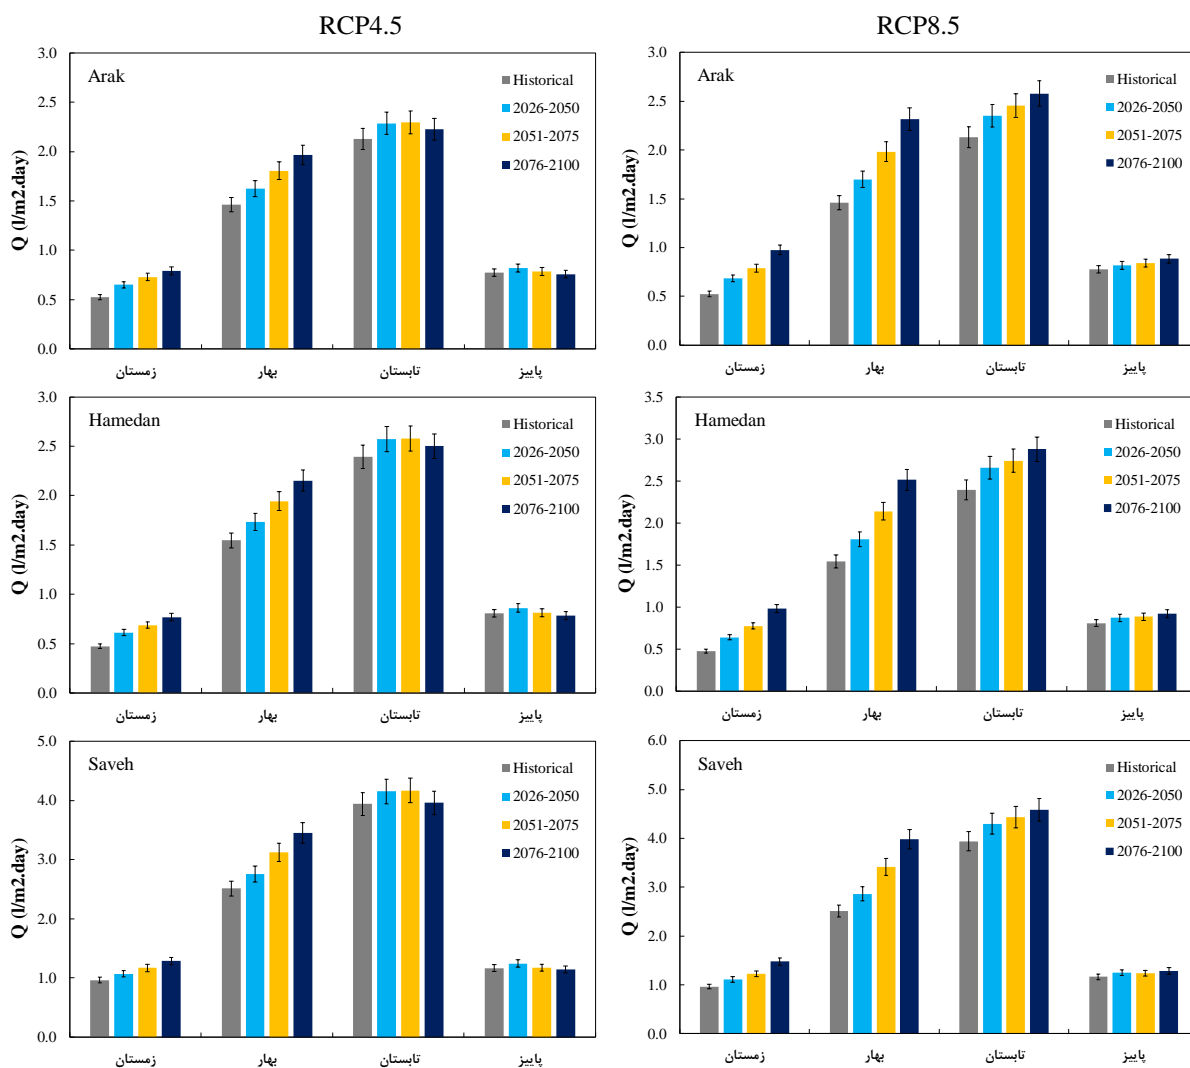 RCP4.5
RCP8.5
Arak
Historical
2026-2050
2051-2075
2076-2100
Q (l/m2.day)
3.0
2.5
2.0
1.5
1.0
0.5
0.0
زمستان
بهار
تابستان
پاییز
Arak
Historical
2026-2050
2051-2075
2076-2100
Q (l/m2.day)
3.0
2.5
2.0
1.5
1.0
0.5
0.0
زمستان
بهار
تابستان
پاییز
Hamedan
Historical
2026-2050
2051-2075
2076-2100
Q (l/m2.day)
3.0
2.5
2.0
1.5
1.0
0.5
0.0
زمستان
بهار
تابستان
پاییز
Hamedan
Historical
2026-2050
2051-2075
2076-2100
Q (l/m2.day)
3.5
3.0
2.5
2.0
1.5
1.0
0.5
0.0
زمستان
بهار
تابستان
پاییز
Saveh
Historical
2026-2050
2051-2075
2076-2100
Q (l/m2.day)
5.0
4.0
3.0
2.0
1.0
0.0
زمستان
بهار
تابستان
پاییز
Saveh
Historical
2026-2050
2051-2075
2076-2100
Q (l/m2.day)
6.0
5.0
4.0
3.0
2.0
1.0
0.0
زمستان
بهار
تابستان
پاییز